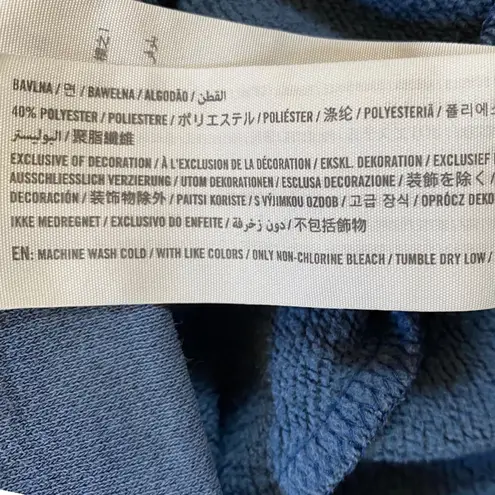 BAVLNA / 면 / BAWEŁNA / ALGODÃO / القطن
40% POLYESTER / POLIESTERE / ポリエステル / POLIÉSTER / 涤纶 / POLYESTERIÄ / 폴리에스
البوليستر / 聚脂纖維
EXCLUSIVE OF DECORATION / À L'EXCLUSION DE LA DÉCORATION / EKSKL. DEKORATION / EXCLUSIEF
AUSSCHLIESSLICH VERZIERUNG / UTOM DEKORATIONEN / ESCLUSA DECORAZIONE / 装飾を除く /
DECORACIÓN / 装饰物除外 / PAITSI KORISTE / S VÝJIMKOU OZDOB / 고급 장식 / OPRÓCZ DEKO
IKKE MEDREGNET / EXCLUSIVO DO ENFEITE / دون زخرفة / 不包括飾物
EN: MACHINE WASH COLD / WITH LIKE COLORS / ONLY NON-CHLORINE BLEACH / TUMBLE DRY LOW /